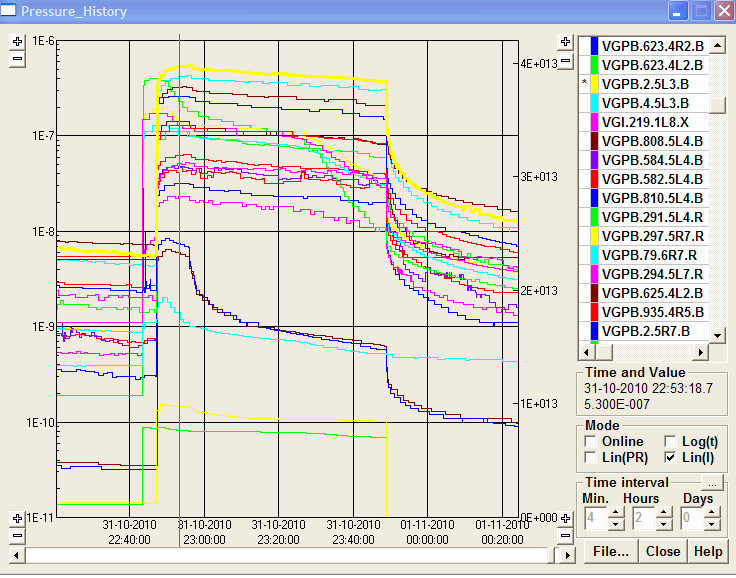 Pressure_History
1E-6
1E-7
1E-8
1E-9
1E-10
1E-11
4E+013
3E+013
2E+013
1E+013
0E+000
31-10-2010 31-10-2010 31-10-2010 31-10-2010 01-11-2010 01-11-2010
22:40:00 23:00:00 23:20:00 23:40:00 00:00:00 00:20:00
VGPB.623.4R2.B
VGPB.623.4L2.B
* VGPB.2.5L3.B
VGPB.4.5L3.B
VGI.219.1L8.X
VGPB.808.5L4.B
VGPB.584.5L4.B
VGPB.582.5L4.B
VGPB.810.5L4.B
VGPB.291.5L4.R
VGPB.297.5R7.R
VGPB.79.6R7.R
VGPB.294.5L7.R
VGPB.625.4L2.B
VGPB.935.4R5.B
VGPB.2.5R7.B
Time and Value
31-10-2010 22:53:18.7
5.300E-007
Mode
Online Log(t)
Lin(PR) Lin(I)
Time interval ...
Min. Hours Days
4 2 0
File... Close Help